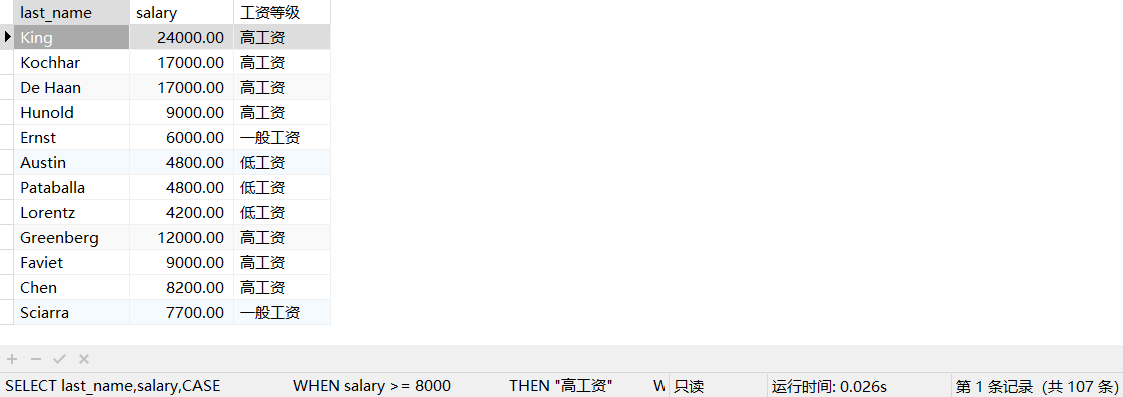 last_name salary 工资等级
King 24000.00 高工资
Kochhar 17000.00 高工资
De Haan 17000.00 高工资
Hunold 9000.00 高工资
Ernst 6000.00 一般工资
Austin 4800.00 低工资
Pataballa 4800.00 低工资
Lorentz 4200.00 低工资
Greenberg 12000.00 高工资
Faviet 9000.00 高工资
Chen 8200.00 高工资
Sciarra 7700.00 一般工资
SELECT last_name,salary,CASE WHEN salary >= 8000 THEN "高工资" W 只读 运行时间: 0.026s 第 1 条记录 (共 107 条)